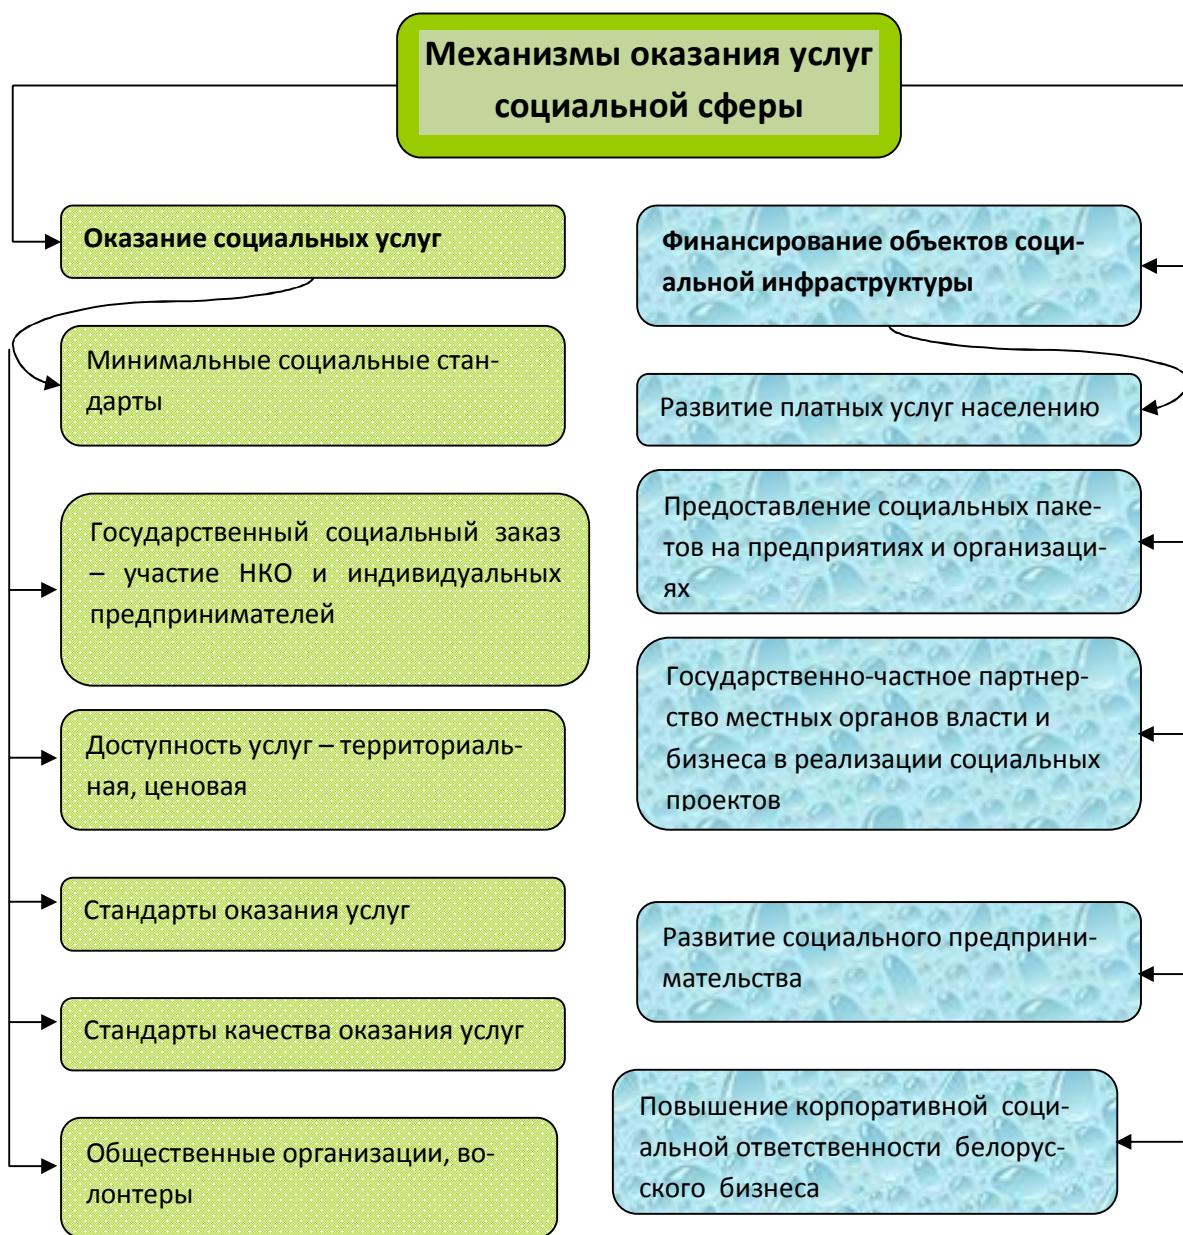 Механизмы оказания услуг
социальной сферы
Оказание социальных услуг
Минимальные социальные стан-
дарты
Государственный социальный заказ
– участие НКО и индивидуальных
предпринимателей
Доступность услуг – территориаль-
ная, ценовая
Стандарты оказания услуг
Стандарты качества оказания услуг
Общественные организации, во-
лонтеры
Финансирование объектов соци-
альной инфраструктуры
Развитие платных услуг населению
Предоставление социальных паке-
тов на предприятиях и организаци-
ях
Государственно-частное партнер-
ство местных органов власти и
бизнеса в реализации социальных
проектов
Развитие социального предприни-
мательства
Повышение корпоративной соци-
альной ответственности белорус-
ского бизнеса